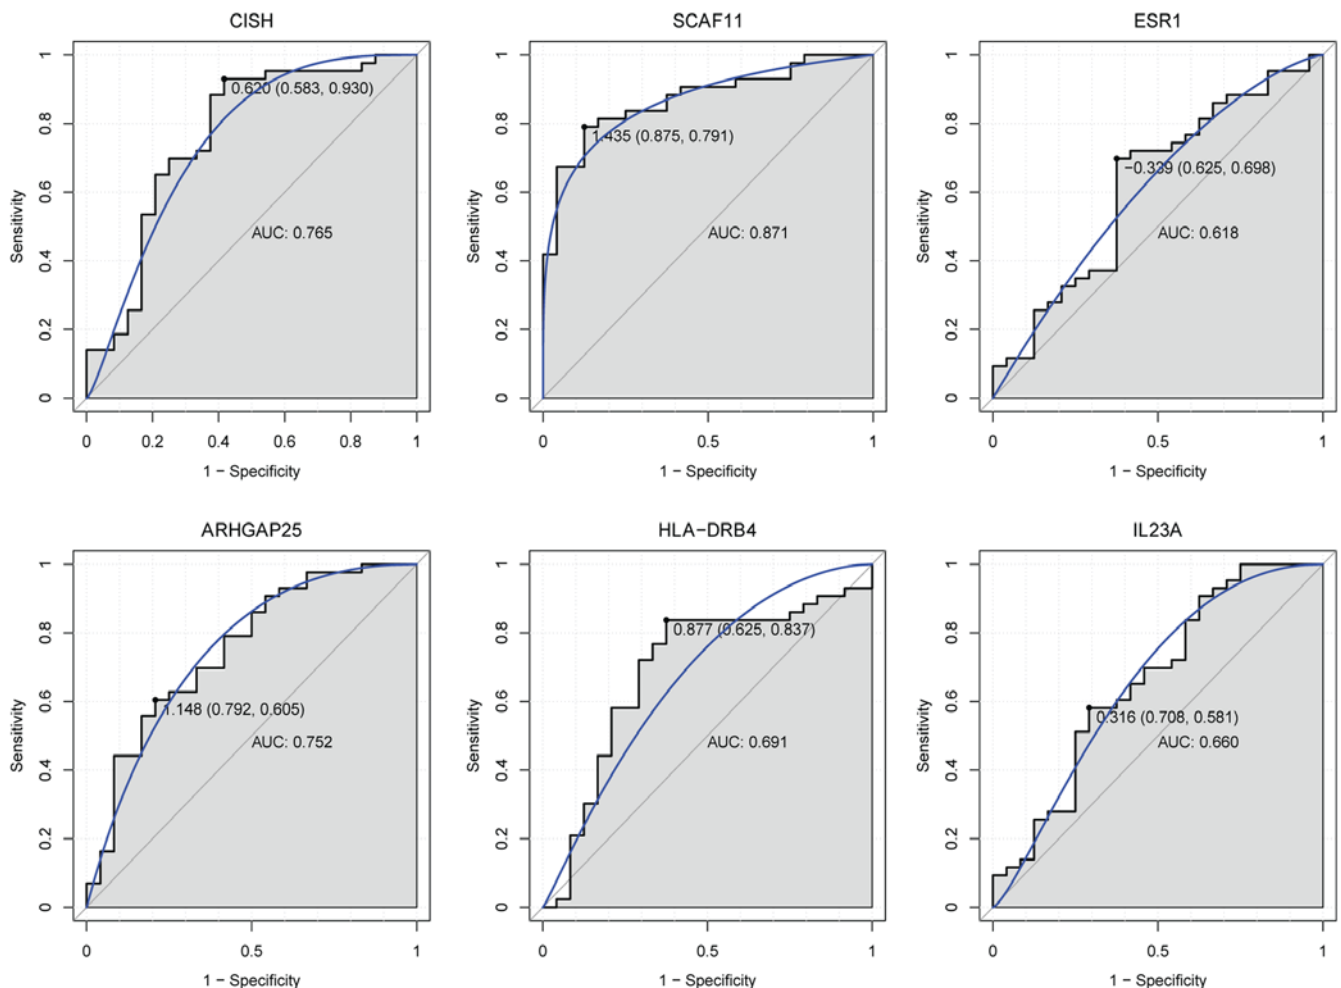 CISH
SCAF11
ESR1
Sensitivity
0 0.2 0.4 0.6 0.8 1
0.620 (0.583, 0.930)
AUC: 0.765
0 0.2 0.4 0.6 0.8 1
1 − Specificity
Sensitivity
0 0.2 0.4 0.6 0.8 1
1.435 (0.875, 0.791)
AUC: 0.871
0 0.5 1
1 − Specificity
Sensitivity
0 0.2 0.4 0.6 0.8 1
−0.339 (0.625, 0.698)
AUC: 0.618
0 0.5 1
1 − Specificity
ARHGAP25
HLA−DRB4
IL23A
Sensitivity
0 0.2 0.4 0.6 0.8 1
1.148 (0.792, 0.605)
AUC: 0.752
0 0.5 1
1 − Specificity
Sensitivity
0 0.2 0.4 0.6 0.8 1
0.877 (0.625, 0.837)
AUC: 0.691
0 0.5 1
1 − Specificity
Sensitivity
0 0.2 0.4 0.6 0.8 1
0.316 (0.708, 0.581)
AUC: 0.660
0 0.5 1
1 − Specificity